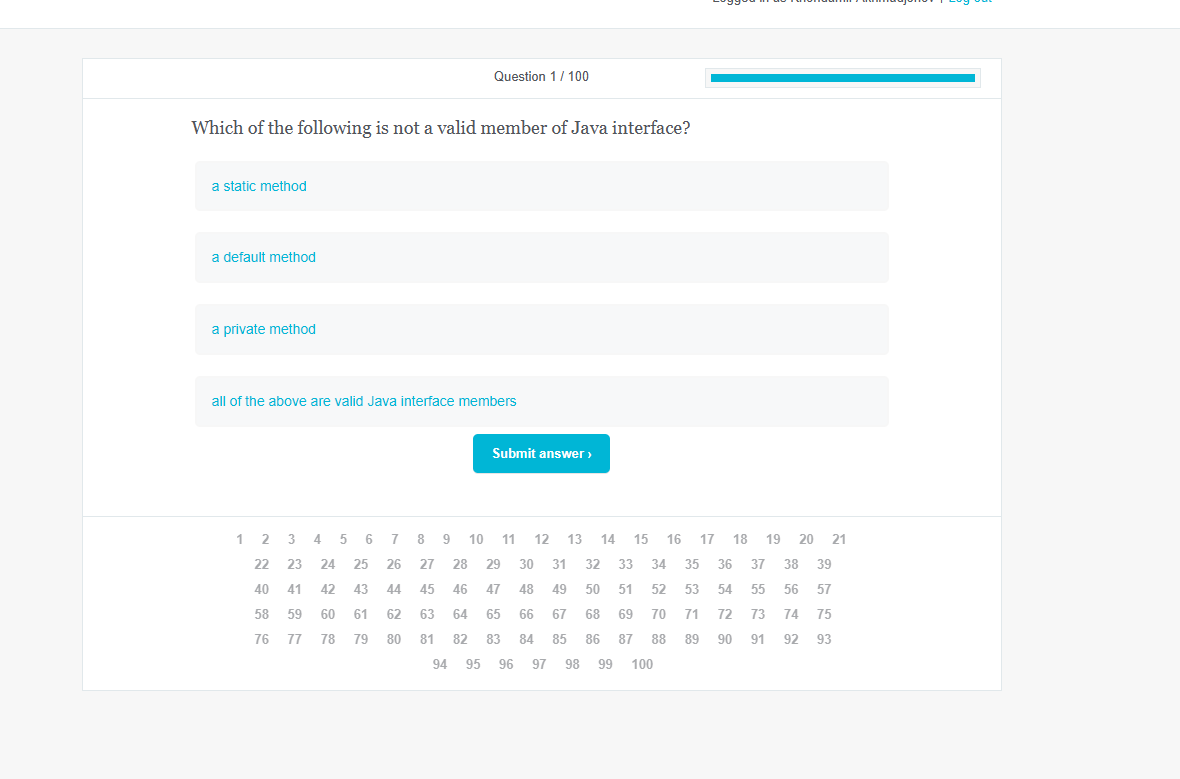 Question 1 / 100
Which of the following is not a valid member of Java interface?
a static method
a default method
a private method
all of the above are valid Java interface members
Submit answer ›
1 2 3 4 5 6 7 8 9 10 11 12 13 14 15 16 17 18 19 20 21
22 23 24 25 26 27 28 29 30 31 32 33 34 35 36 37 38 39
40 41 42 43 44 45 46 47 48 49 50 51 52 53 54 55 56 57
58 59 60 61 62 63 64 65 66 67 68 69 70 71 72 73 74 75
76 77 78 79 80 81 82 83 84 85 86 87 88 89 90 91 92 93
94 95 96 97 98 99 100